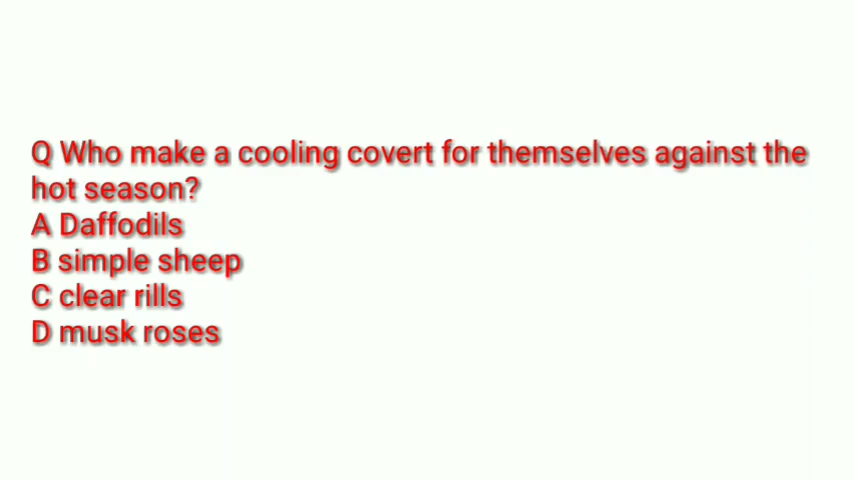 Q Who make a cooling covert for themselves against the
hot season?
A Daffodils
B simple sheep
C clear rills
D musk roses